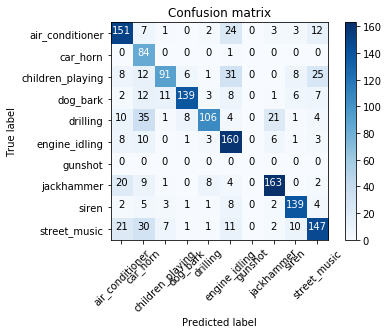 Confusion matrix
air_conditioner 151 7 1 0 2 24 0 3 3 12
car_horn 0 84 0 0 0 1 0 0 0 0
children_playing 8 12 91 6 1 31 0 0 8 25
dog_bark 2 12 11 139 3 8 0 1 6 7
drilling 10 35 1 8 106 4 0 21 1 4
engine_idling 8 10 0 1 3 160 0 6 1 3
gunshot 0 0 0 0 0 0 0 0 0 0
jackhammer 20 9 1 0 8 4 0 163 0 2
siren 2 5 3 1 1 8 0 2 139 4
street_music 21 30 7 1 1 11 0 2 10 147
air_conditioner
car_horn
children_playing
dog_bark
drilling
engine_idling
gunshot
jackhammer
siren
street_music
True label
Predicted label
160
140
120
100
80
60
40
20
0